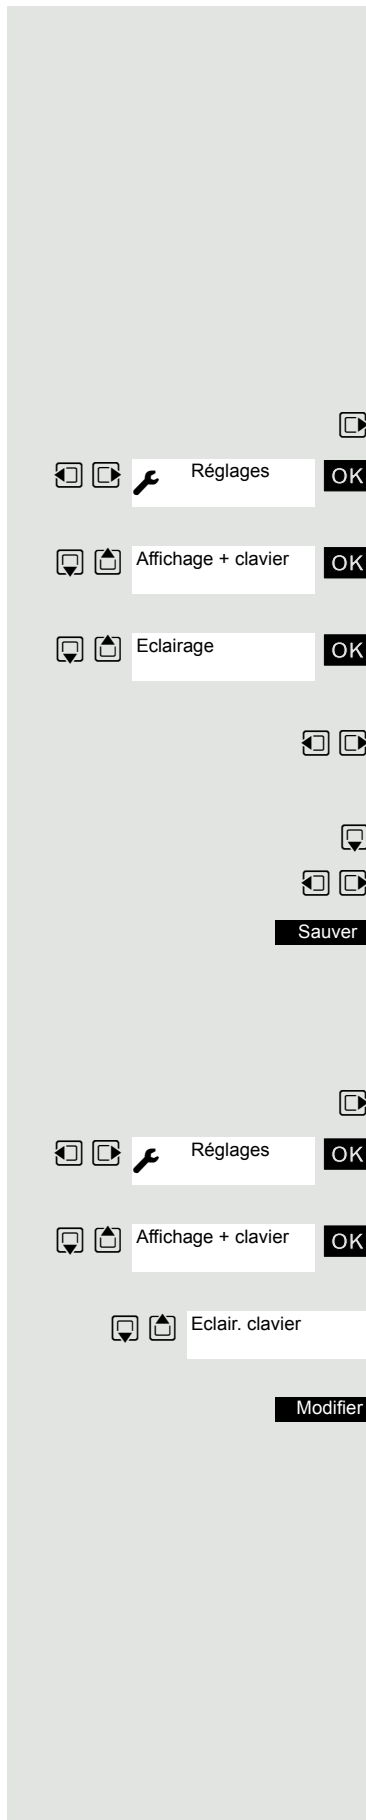 Réglages OK
Affichage + clavier OK
Eclairage OK
Sauver
Réglages OK
Affichage + clavier OK
Eclair. clavier
Modifier